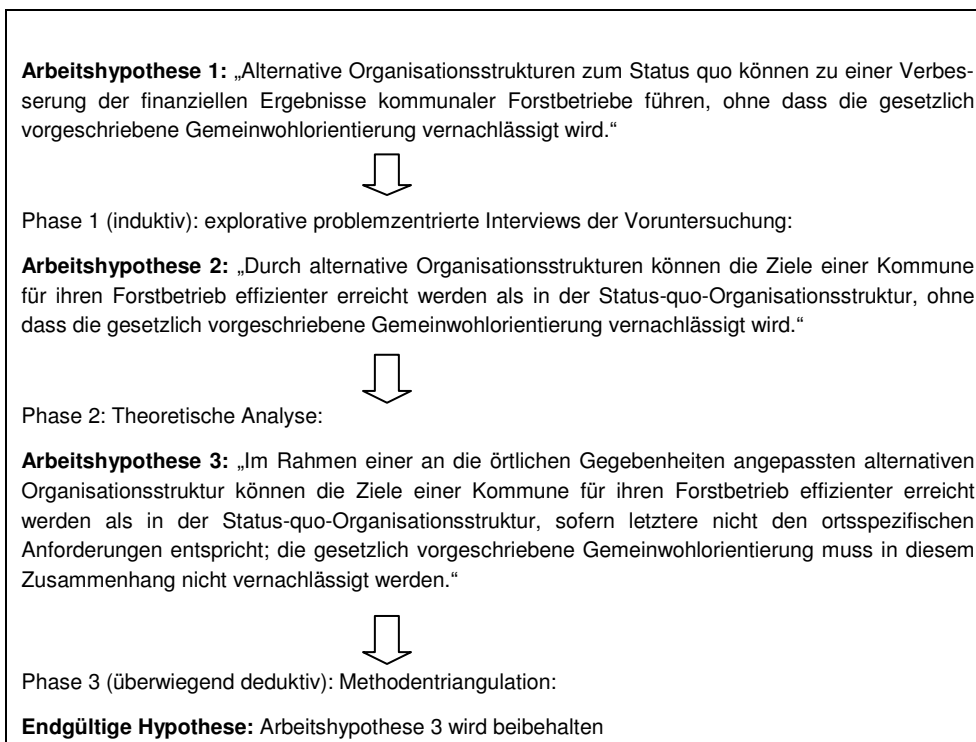 Arbeitshypothese 1: „Alternative Organisationsstrukturen zum Status quo können zu einer Verbes-
serung der finanziellen Ergebnisse kommunaler Forstbetriebe führen, ohne dass die gesetzlich
vorgeschriebene Gemeinwohlorientierung vernachlässigt wird.“
Phase 1 (induktiv): explorative problemzentrierte Interviews der Voruntersuchung:
Arbeitshypothese 2: „Durch alternative Organisationsstrukturen können die Ziele einer Kommune
für ihren Forstbetrieb effizienter erreicht werden als in der Status-quo-Organisationsstruktur, ohne
dass die gesetzlich vorgeschriebene Gemeinwohlorientierung vernachlässigt wird.“
Phase 2: Theoretische Analyse:
Arbeitshypothese 3: „Im Rahmen einer an die örtlichen Gegebenheiten angepassten alternativen
Organisationsstruktur können die Ziele einer Kommune für ihren Forstbetrieb effizienter erreicht
werden als in der Status-quo-Organisationsstruktur, sofern letztere nicht den ortsspezifischen
Anforderungen entspricht; die gesetzlich vorgeschriebene Gemeinwohlorientierung muss in diesem
Zusammenhang nicht vernachlässigt werden.“
Phase 3 (überwiegend deduktiv): Methodentriangulation:
Endgültige Hypothese: Arbeitshypothese 3 wird beibehalten